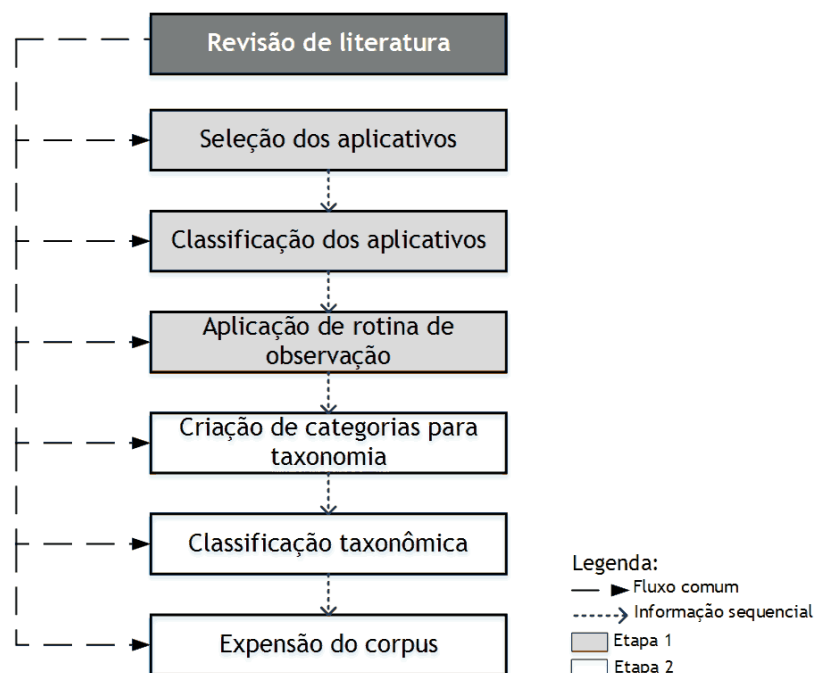 Revisão de literatura
Seleção dos aplicativos
Classificação dos aplicativos
Aplicação de rotina de
observação
Criação de categorias para
taxonomia
Classificação taxonômica
Expensão do corpus
Legenda:
Fluxo comum
Informação sequencial
Etapa 1
Etapa 2